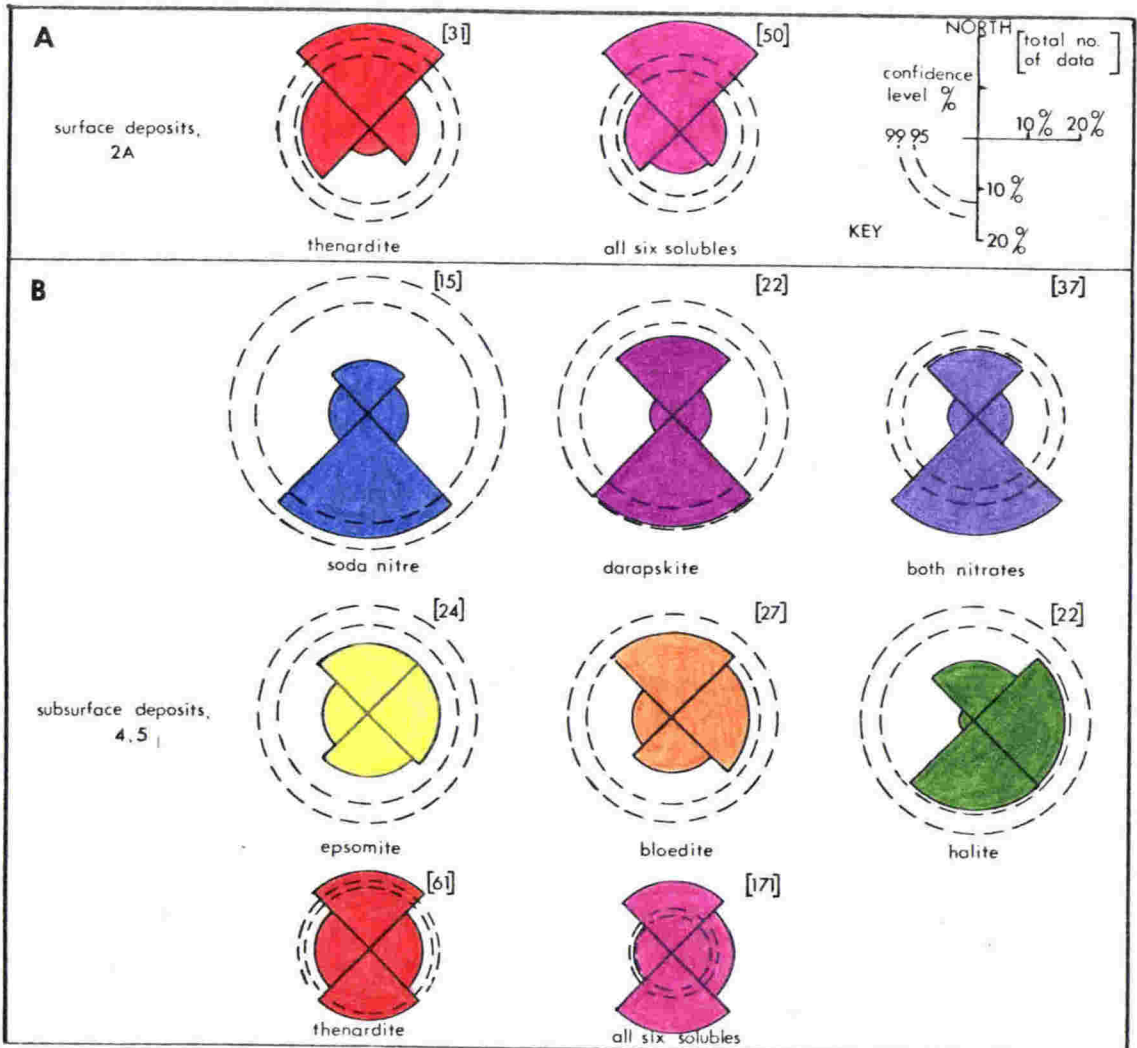 A
[31]
[50]
NORTH
[total no.
of data]
confidence
level %
surface deposits,
2A
99 95
10% 20%
10%
20%
KEY
thenardite
all six solubles
B
[15]
[22]
[37]
soda nitre
darapskite
both nitrates
[24]
[27]
[22]
subsurface deposits,
4.5
epsomite
bloedite
halite
[61]
[171]
thenardite
all six solubles